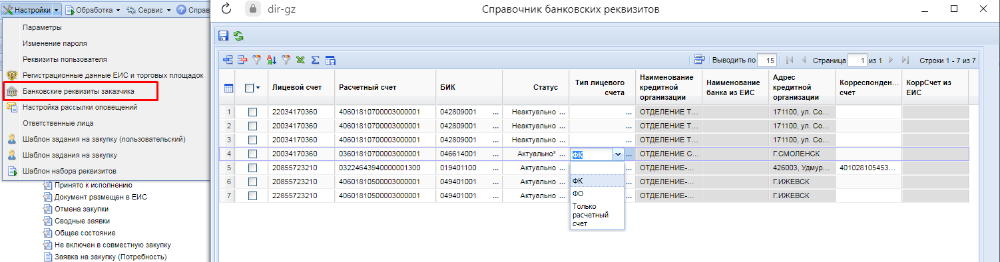 Настройки Обработка Сервис Справ
Параметры
Изменение пароля
Реквизиты пользователя
Регистрационные данные ЕИС и торговых площадок
Банковские реквизиты заказчика
Настройка рассылки оповещений
Ответственные лица
Шаблон задания на закупку (пользовательский)
Шаблон задания на закупку
Шаблон набора реквизитов
Принято к исполнению
Документ размещен в ЕИС
Отмена закупки
Сводные заявки
Общее состояние
Не включен в совместную закупку
Заявка на закупку (Потребность)
dir-gz Справочник банковских реквизитов
Выводить по 15 Страница 1 из 1 Строки 1 - 7 из 7
Лицевой счет Расчетный счет БИК Статус Тип лицевого счета Наименование кредитной организации Наименование банка из ЕИС Адрес кредитной организации Корреспонден... счет КоррСчет из ЕИС
1 22034170360 40601810700003000001 042809001 ... Неактуально ... ... ОТДЕЛЕНИЕ Т... 171100, ул. Со...
2 20034170360 40601810700003000001 042809001 ... Неактуально ... ... ОТДЕЛЕНИЕ Т... 171100, ул. Со...
3 20034170360 40601810700003000001 042809001 ... Неактуально ... ... ОТДЕЛЕНИЕ Т... 171100, ул. Со...
4 20034170360 03601810700003000001 046614001 ... Актуально* ... ФК ... ОТДЕЛЕНИЕ С... Г.СМОЛЕНСК
5 20855723210 03224643940000001300 019401100 ... Актуально ... ... ОТДЕЛЕНИЕ-... 426003, Удмур... 401028105453...
6 20855723210 40601810500003000001 049401001 ... Актуально ... ФК ... ОТДЕЛЕНИЕ-... Г.ИЖЕВСК
7 22855723210 40601810500003000001 049401001 ... Актуально ... ФО ... ОТДЕЛЕНИЕ-... Г.ИЖЕВСК
Только
расчетный
счет